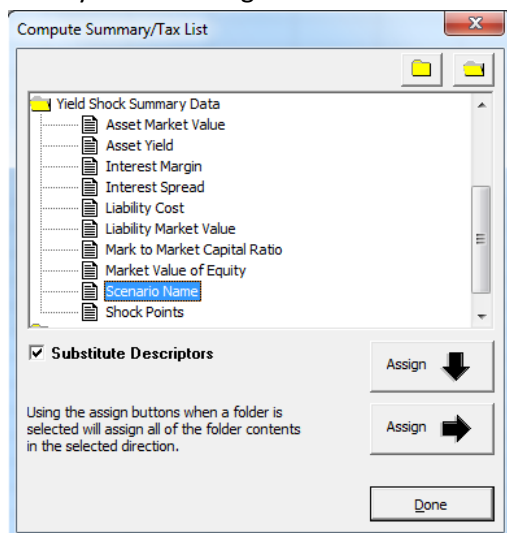 Compute Summary/Tax List
Yield Shock Summary Data
Asset Market Value
Asset Yield
Interest Margin
Interest Spread
Liability Cost
Liability Market Value
Mark to Market Capital Ratio
Market Value of Equity
Scenario Name
Shock Points
Substitute Descriptors
Assign
Using the assign buttons when a folder is
selected will assign all of the folder contents
in the selected direction.
Assign
Done